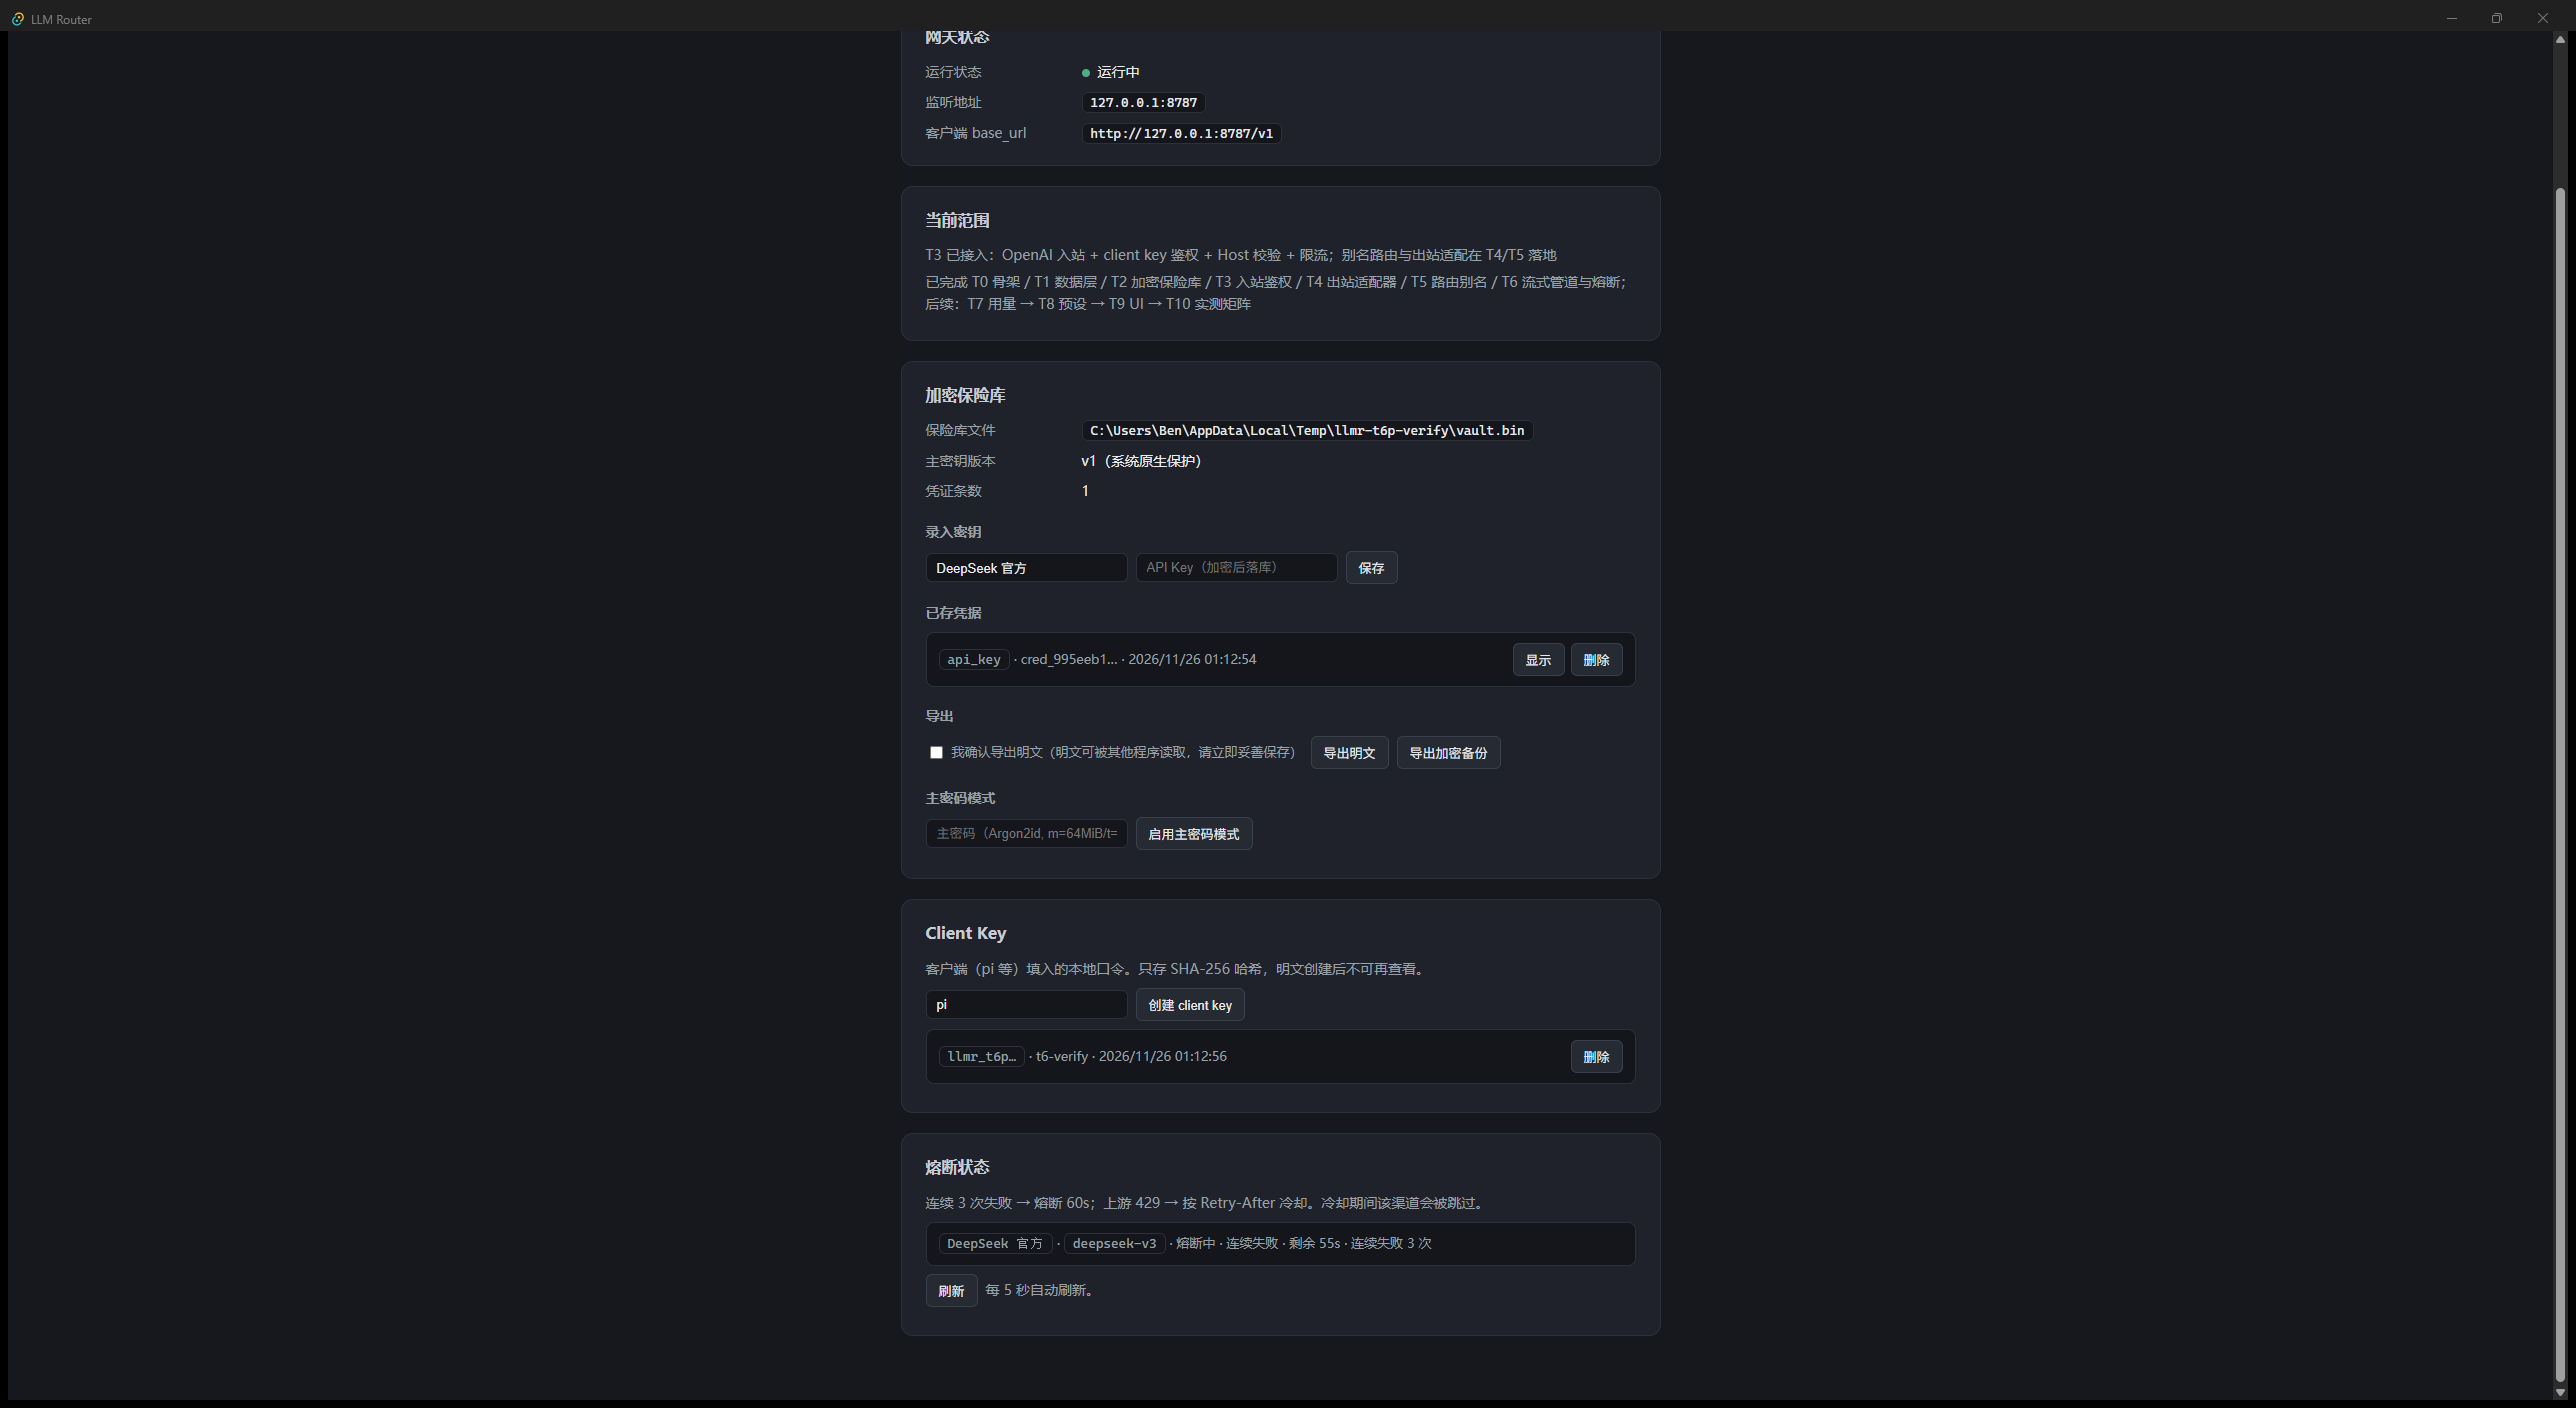 LLM Router
网关状态
运行状态 运行中
监听地址 127.0.0.1:8787
客户端 base_url http://127.0.0.1:8787/v1
当前范围
T3 已接入：OpenAI 入站 + client key 鉴权 + Host 校验 + 限流；别名路由与出站适配在 T4/T5 落地
已完成 T0 骨架 / T1 数据层 / T2 加密保险库 / T3 入站鉴权 / T4 出站适配器 / T5 路由别名 / T6 流式管道与熔断；
后续：T7 用量 → T8 预设 → T9 UI → T10 实测矩阵
加密保险库
保险库文件 C:\Users\Ben\AppData\Local\Temp\llmr-t6p-verify\vault.bin
主密钥版本 v1（系统原生保护）
凭证条数 1
录入密钥
DeepSeek 官方 API Key（加密后落库） 保存
已存凭据
api_key · cred_995eeb1… · 2026/11/26 01:12:54 显示 删除
导出
我确认导出明文（明文可被其他程序读取，请立即妥善保存） 导出明文 导出加密备份
主密码模式
主密码（Argon2id, m=64MiB/t= 启用主密码模式
Client Key
客户端（pi 等）填入的本地口令。只存 SHA-256 哈希，明文创建后不可再查看。
pi 创建 client key
llmr_t6p… · t6-verify · 2026/11/26 01:12:56 删除
熔断状态
连续 3 次失败 → 熔断 60s；上游 429 → 按 Retry-After 冷却。冷却期间该渠道会被跳过。
DeepSeek 官方 · deepseek-v3 · 熔断中 · 连续失败 · 剩余 55s · 连续失败 3 次
刷新 每 5 秒自动刷新。